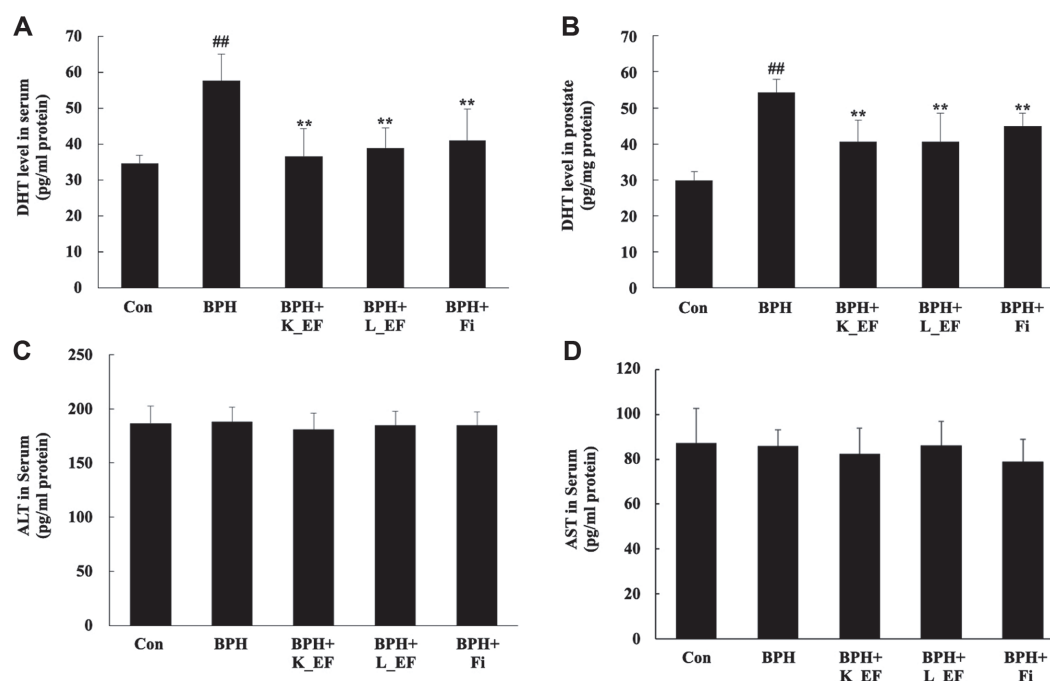 A
DHT level in serum
(pg/ml protein)
70
60
50
40
30
20
10
0
##
**
**
**
Con
BPH
BPH+
K_EF
BPH+
L_EF
BPH+
Fi
B
DHT level in prostate
(pg/mg protein)
70
60
50
40
30
20
10
0
##
**
**
**
Con
BPH
BPH+
K_EF
BPH+
L_EF
BPH+
Fi
C
ALT in Serum
(pg/ml protein)
250
200
150
100
50
0
Con
BPH
BPH+
K_EF
BPH+
L_EF
BPH+
Fi
D
AST in Serum
(pg/ml protein)
120
100
80
60
40
20
0
Con
BPH
BPH+
K_EF
BPH+
L_EF
BPH+
Fi